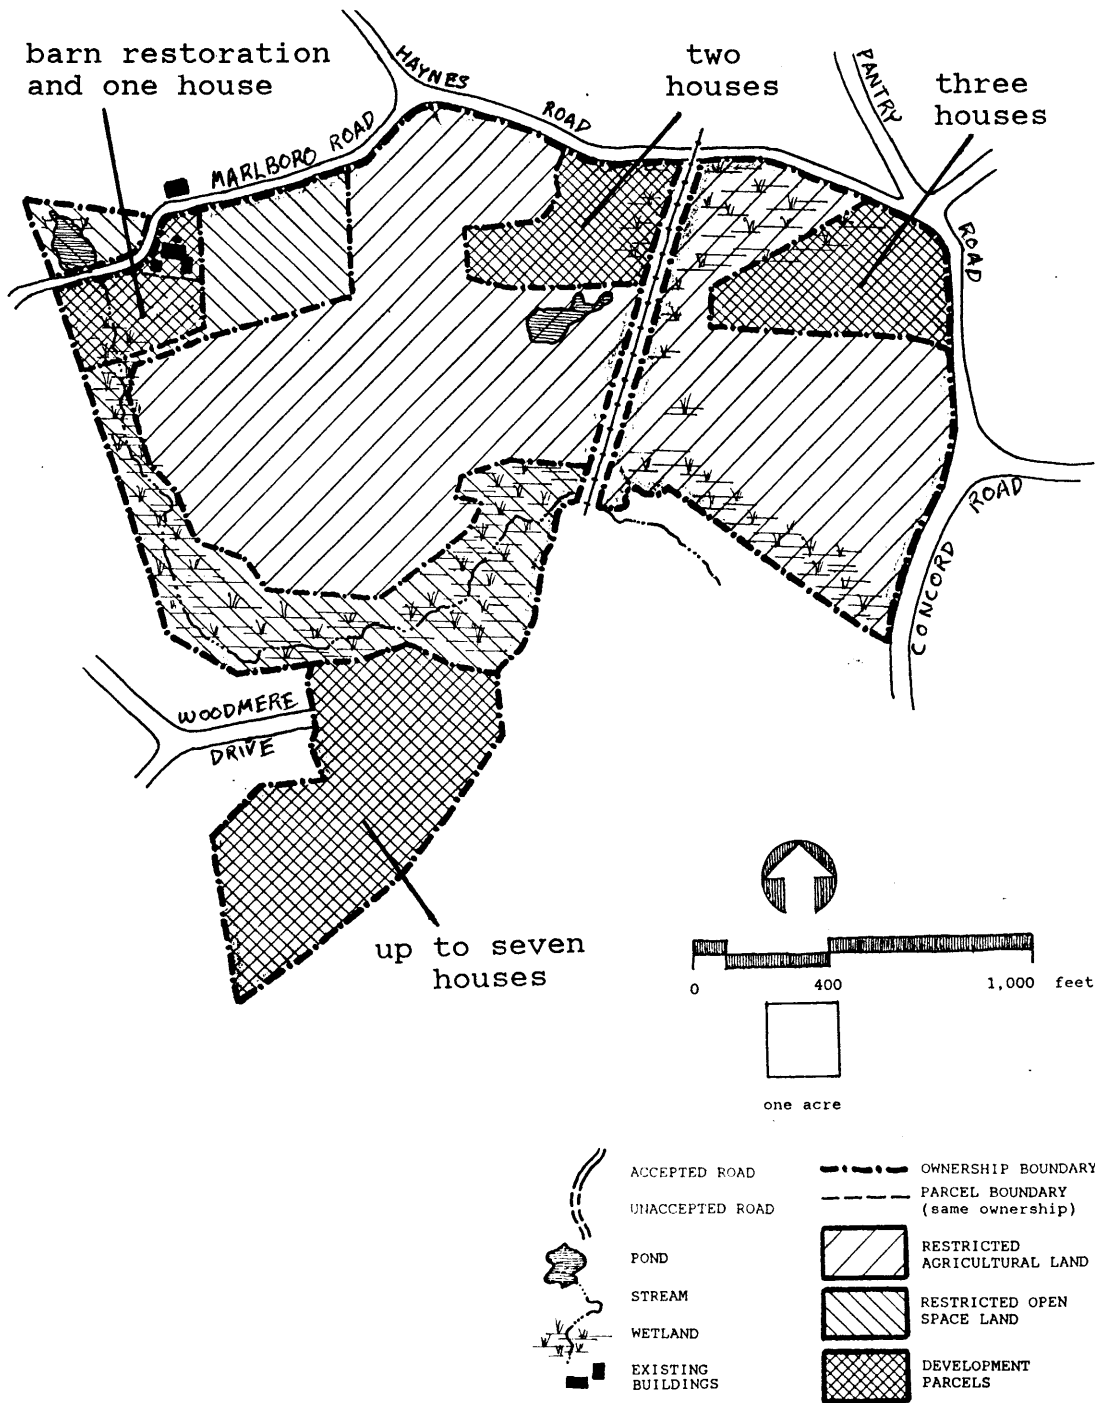 barn restoration
and one house
HAYNES
ROAD
two
houses
PANTRY
ROAD
three
houses
MARLBORO ROAD
CONCORD ROAD
WOODMERE
DRIVE
up to seven
houses
0 400 1,000 feet
one acre
ACCEPTED ROAD
UNACCEPTED ROAD
POND
STREAM
WETLAND
EXISTING
BUILDINGS
OWNERSHIP BOUNDARY
PARCEL BOUNDARY
(same ownership)
RESTRICTED
AGRICULTURAL LAND
RESTRICTED OPEN
SPACE LAND
DEVELOPMENT
PARCELS